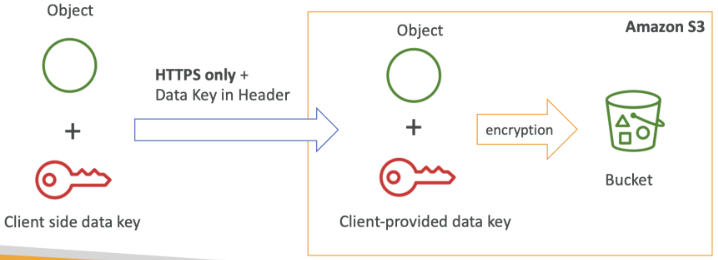 Object
Object
Amazon S3
HTTPS only +
Data Key in Header
+
+
encryption
Bucket
Client side data key
Client-provided data key